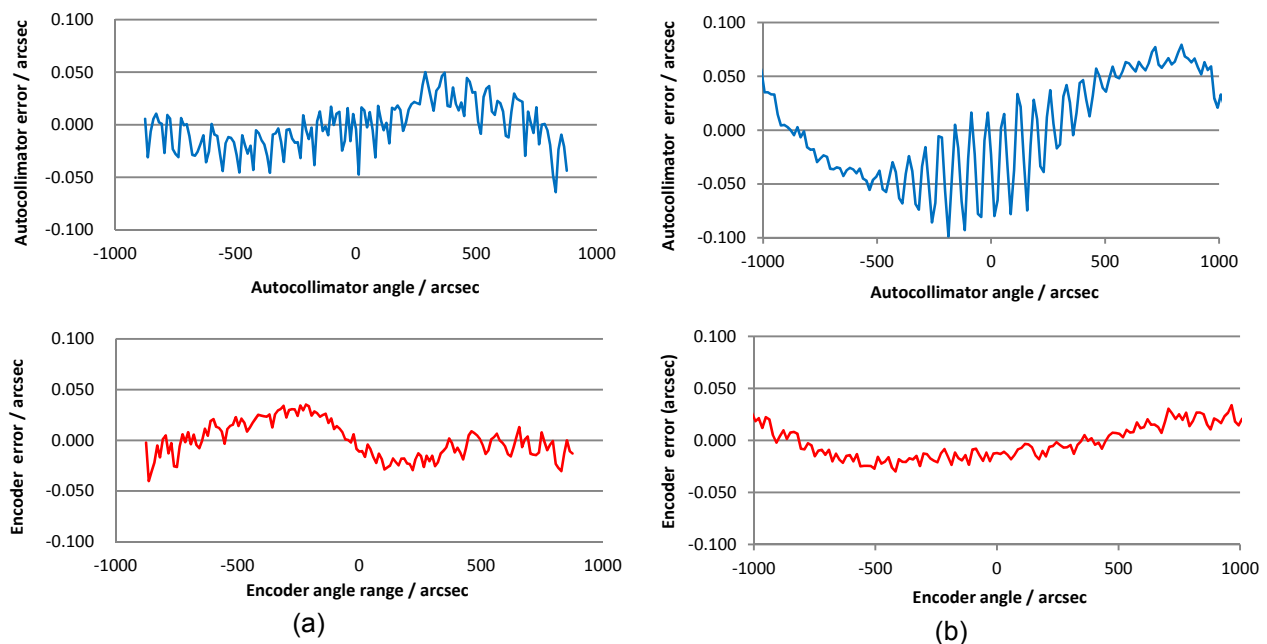 Autocollimator error / arcsec
0.100
0.050
0.000
-0.050
-0.100
-1000 -500 0 500 1000
Autocollimator angle / arcsec
Autocollimator error / arcsec
0.100
0.050
0.000
-0.050
-0.100
-1000 -500 0 500 1000
Autocollimator angle / arcsec
Encoder error / arcsec
0.100
0.050
0.000
-0.050
-0.100
-1000 -500 0 500 1000
Encoder angle range / arcsec
(a)
Encoder error (arcsec)
0.100
0.050
0.000
-0.050
-0.100
-1000 -500 0 500 1000
Encoder angle / arcsec
(b)